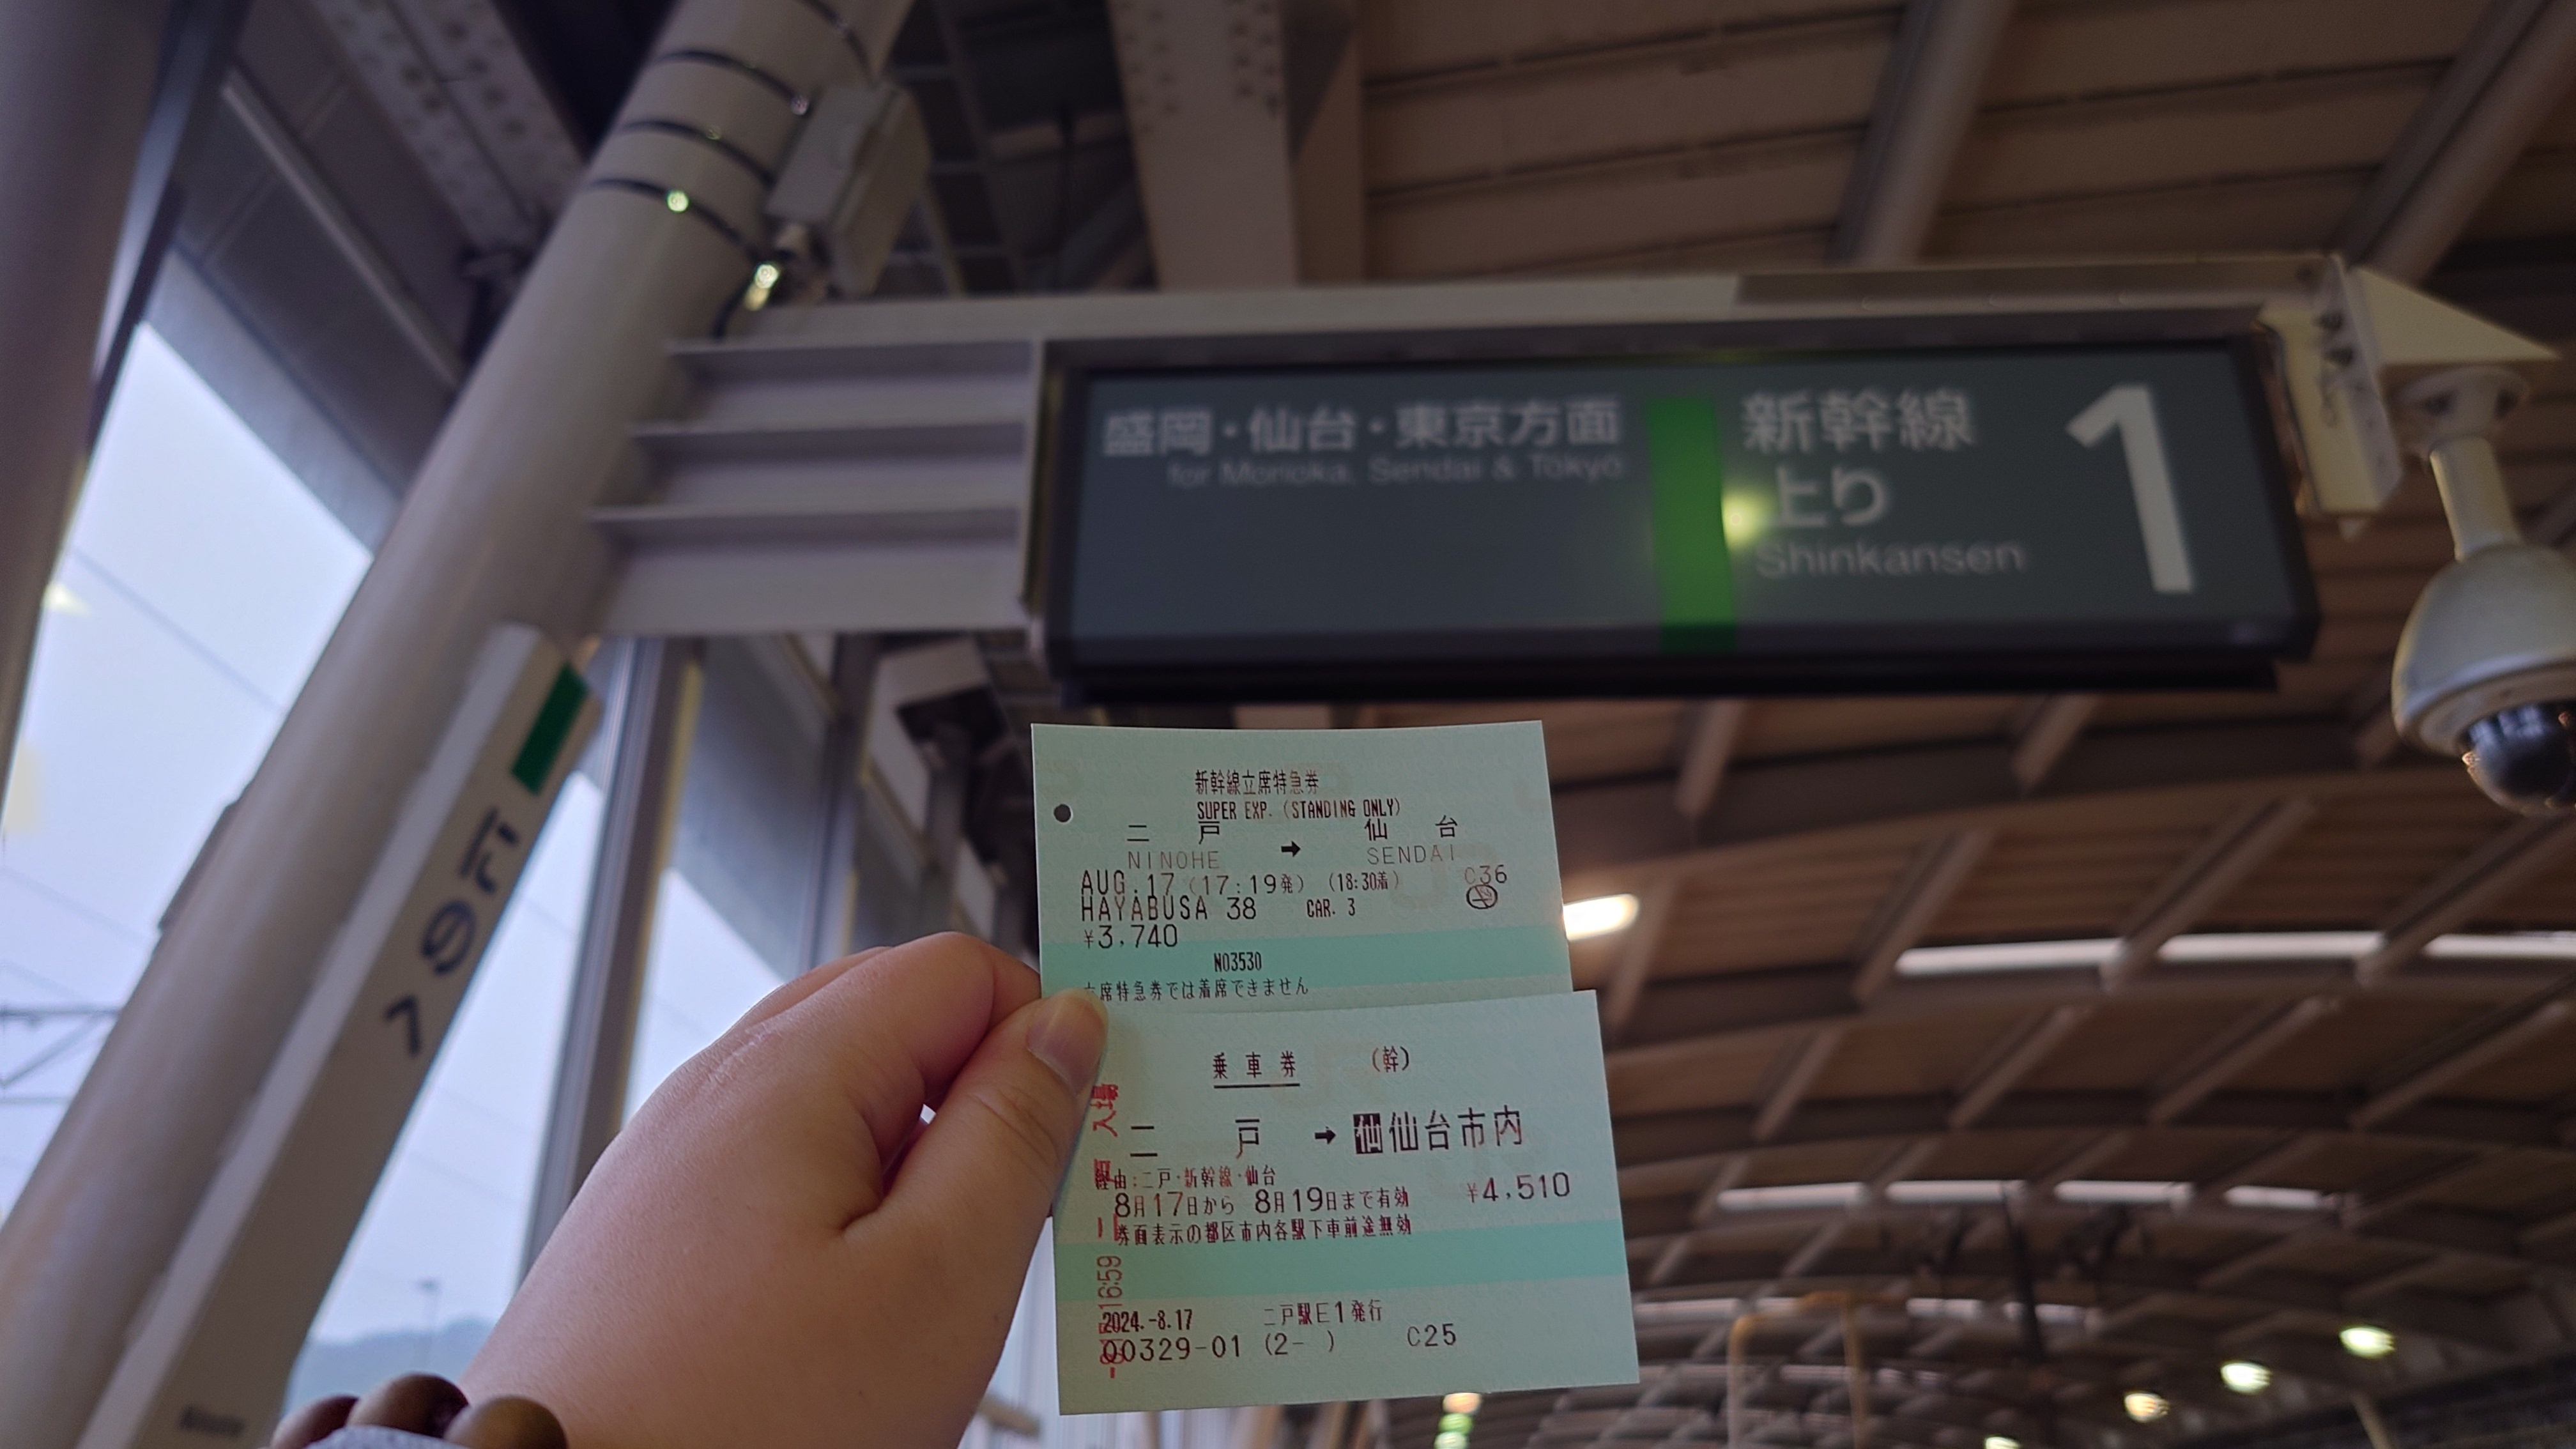 盛岡・仙台・東京方面
for Morioka, Sendai & Tōkyō
新幹線
上り
Shinkansen
1
にのへ
新幹線立席特急券
SUPER EXP. (STANDING ONLY)
二 戸 → 仙 台
NINOHE SENDAI
AUG.17 (17:19発) (18:30着) C36
HAYABUSA 38 CAR. 3
¥3,740
N03530
席特急券では着席できません
乗車券 (幹)
二 戸 → 仙 仙台市内
経由:二戸・新幹線・仙台
8月17日から 8月19日まで有効 ¥4,510
券面表示の都区市内各駅下車前途無効
2024.-8.17 二戸駅E1発行
00329-01 (2- ) C25
16:59
入場